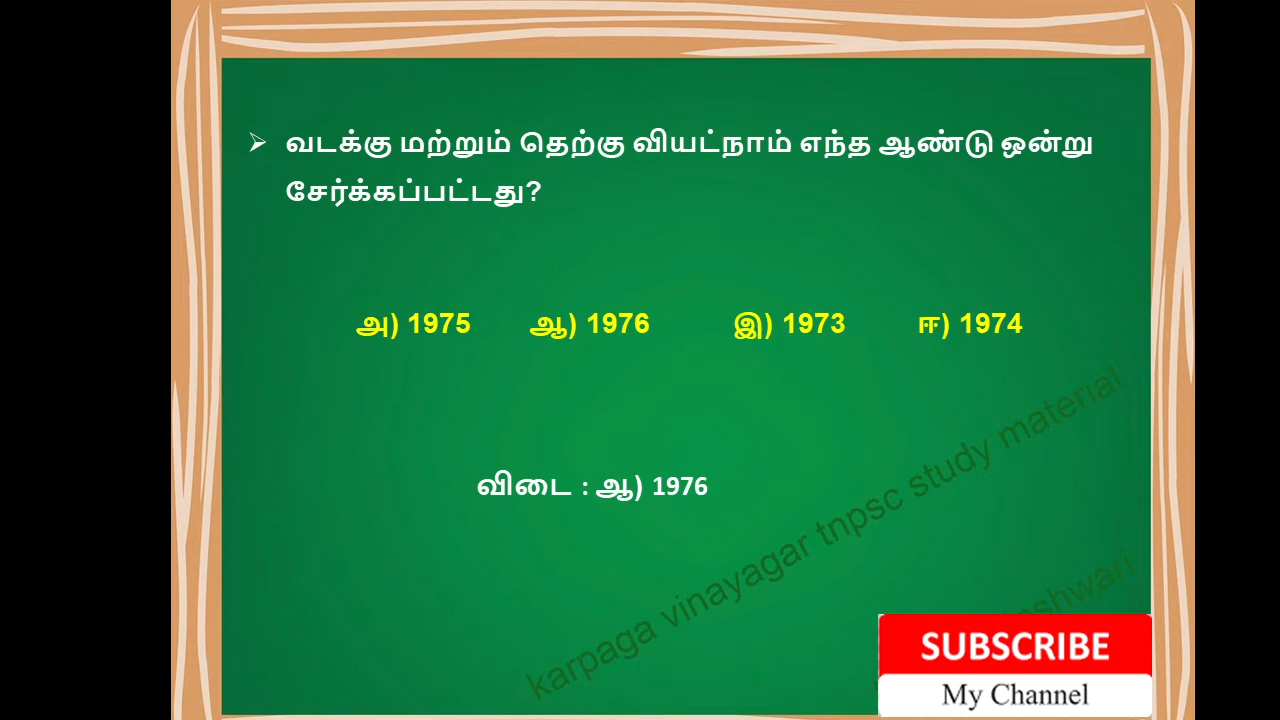 வடக்கு மற்றும் தெற்கு வியட்நாம் எந்த ஆண்டு ஒன்று
சேர்க்கப்பட்டது?
அ) 1975 ஆ) 1976 இ) 1973 ஈ) 1974
விடை : ஆ) 1976
karpaga vinayagar tnpsc study material
SUBSCRIBE
My Channel